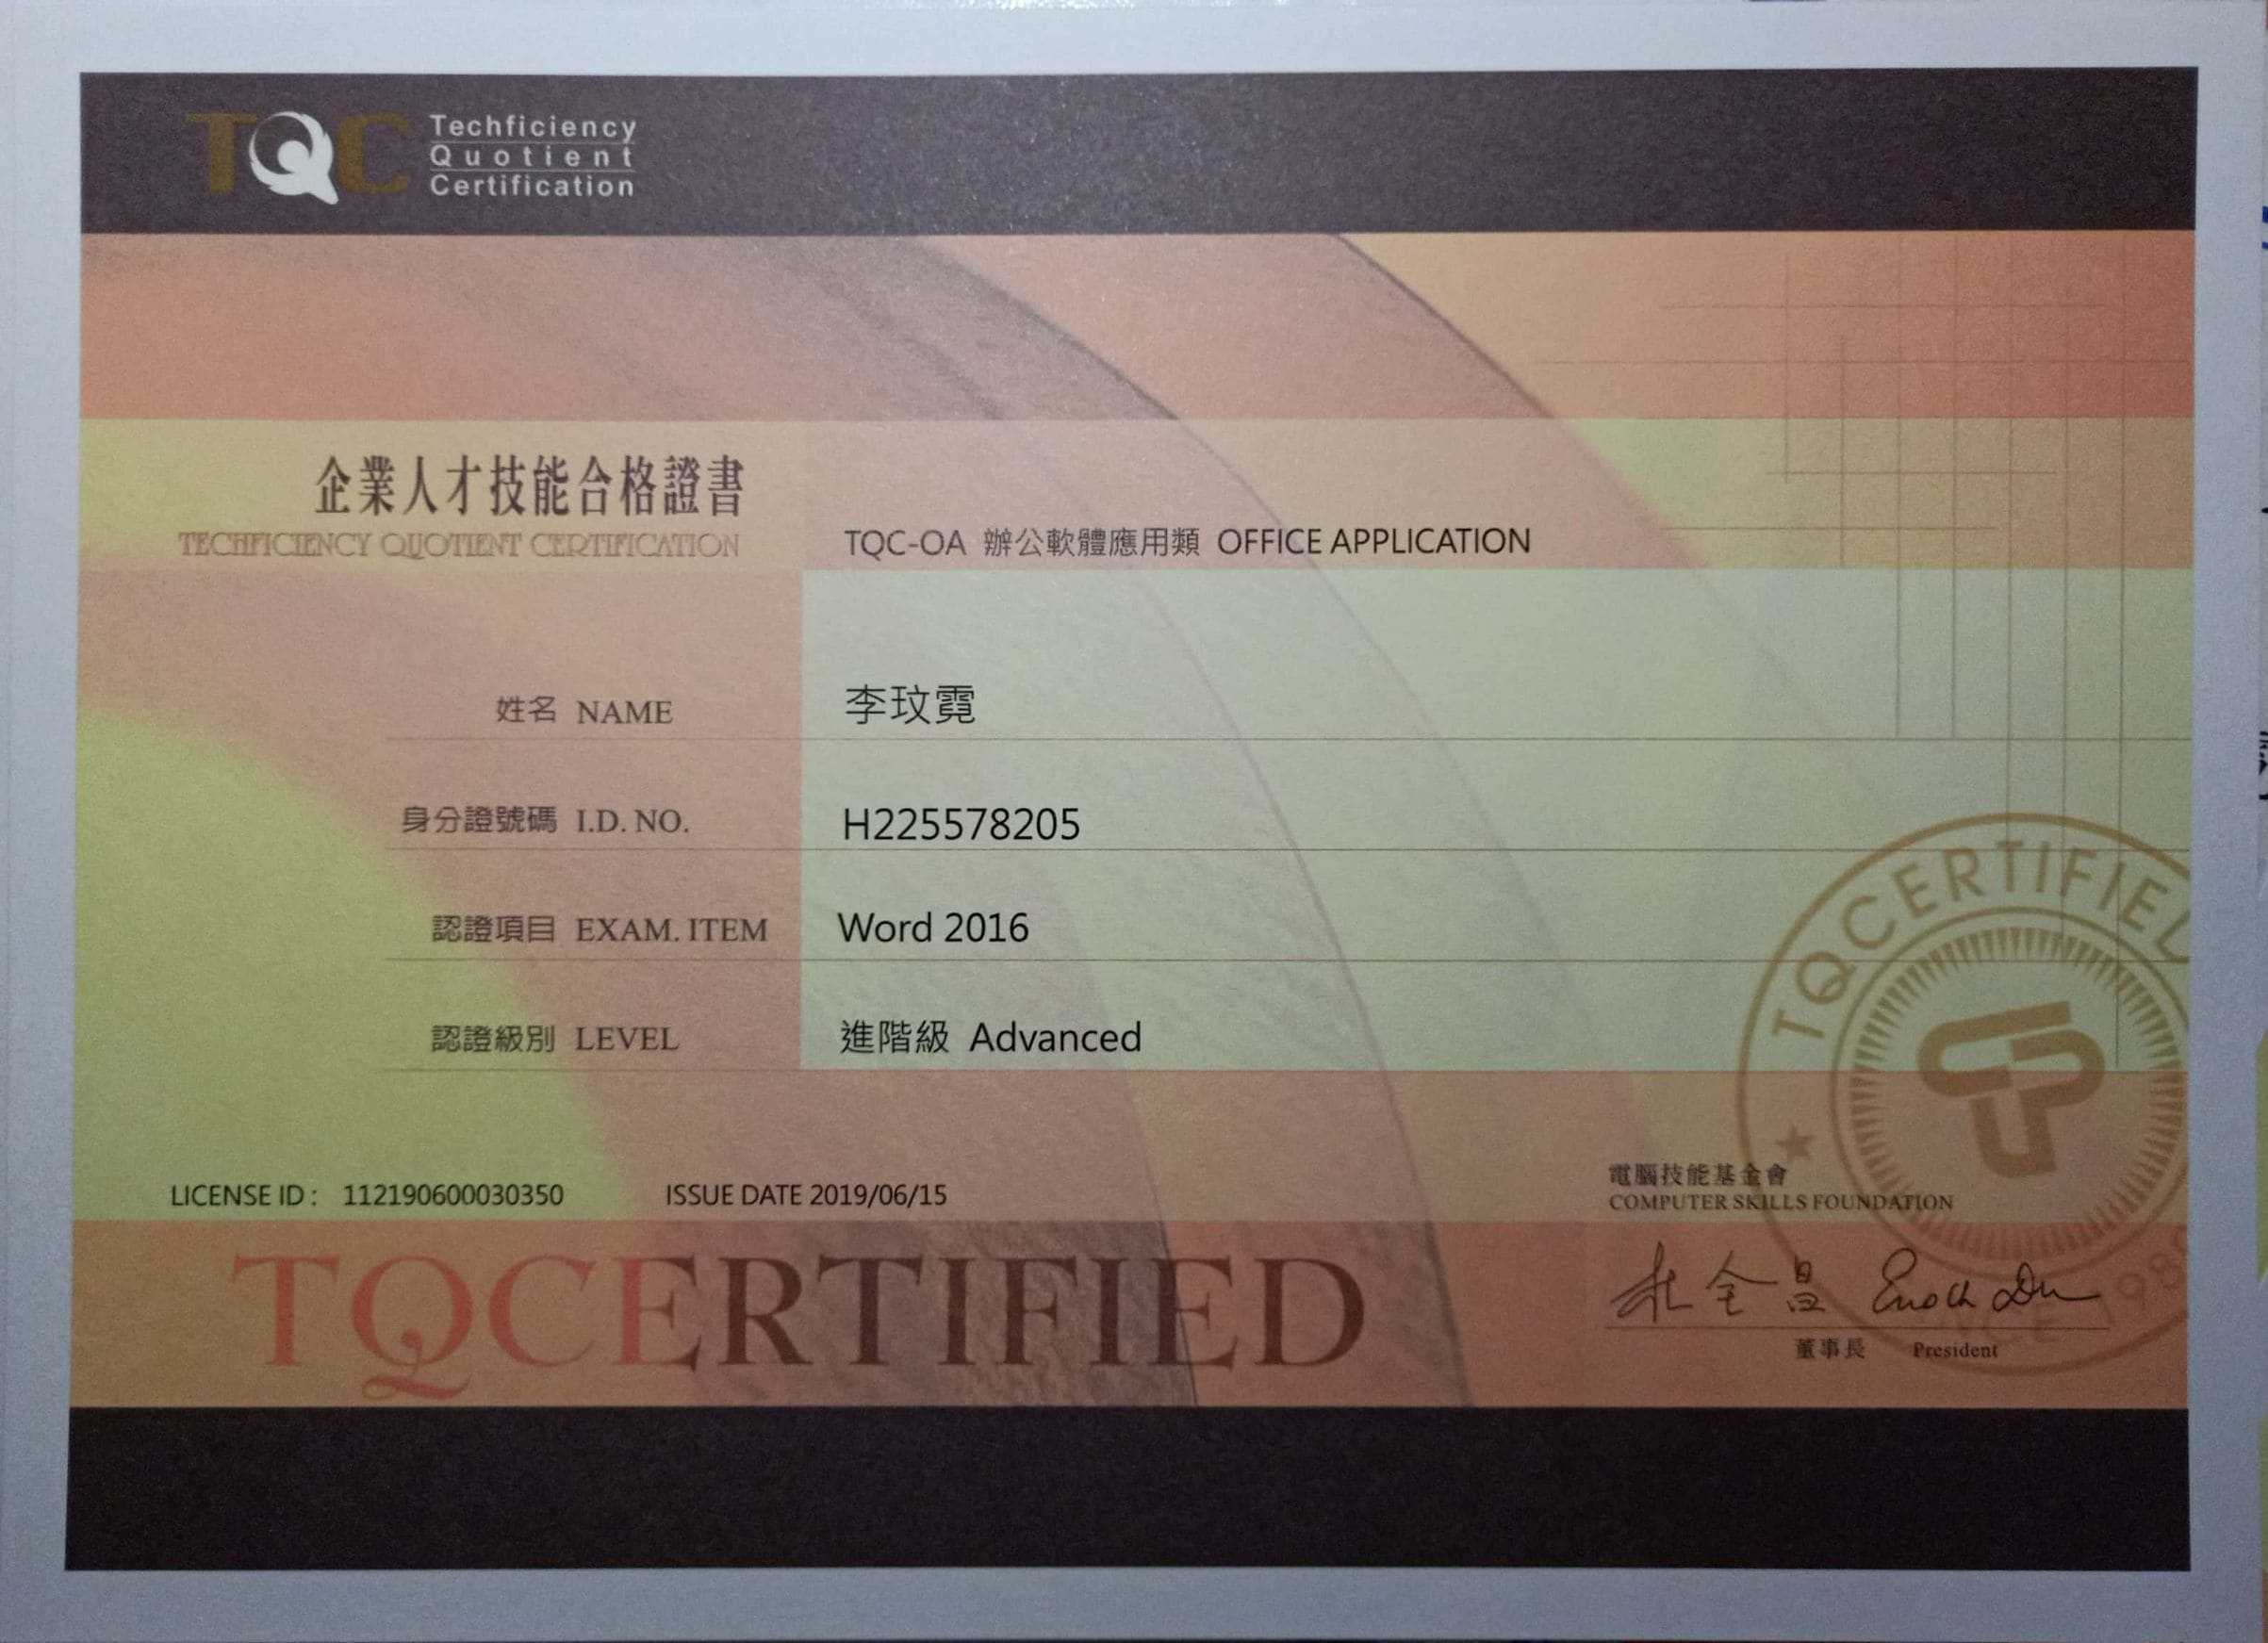 TQC
Techficiency
Quotient
Certification
企業人才技能合格證書
TECHFICIENCY QUOTIENT CERTIFICATION
TQC-OA 辦公軟體應用類 OFFICE APPLICATION
姓名 NAME 李玟霓
身分證號碼 I.D. NO. H225578205
認證項目 EXAM. ITEM Word 2016
認證級別 LEVEL 進階級 Advanced
TQCERTIFIED
LICENSE ID : 112190600030350 ISSUE DATE 2019/06/15
電腦技能基金會
COMPUTER SKILLS FOUNDATION
TQCERTIFIED
杜全昌 Enoch Du
董事長 President